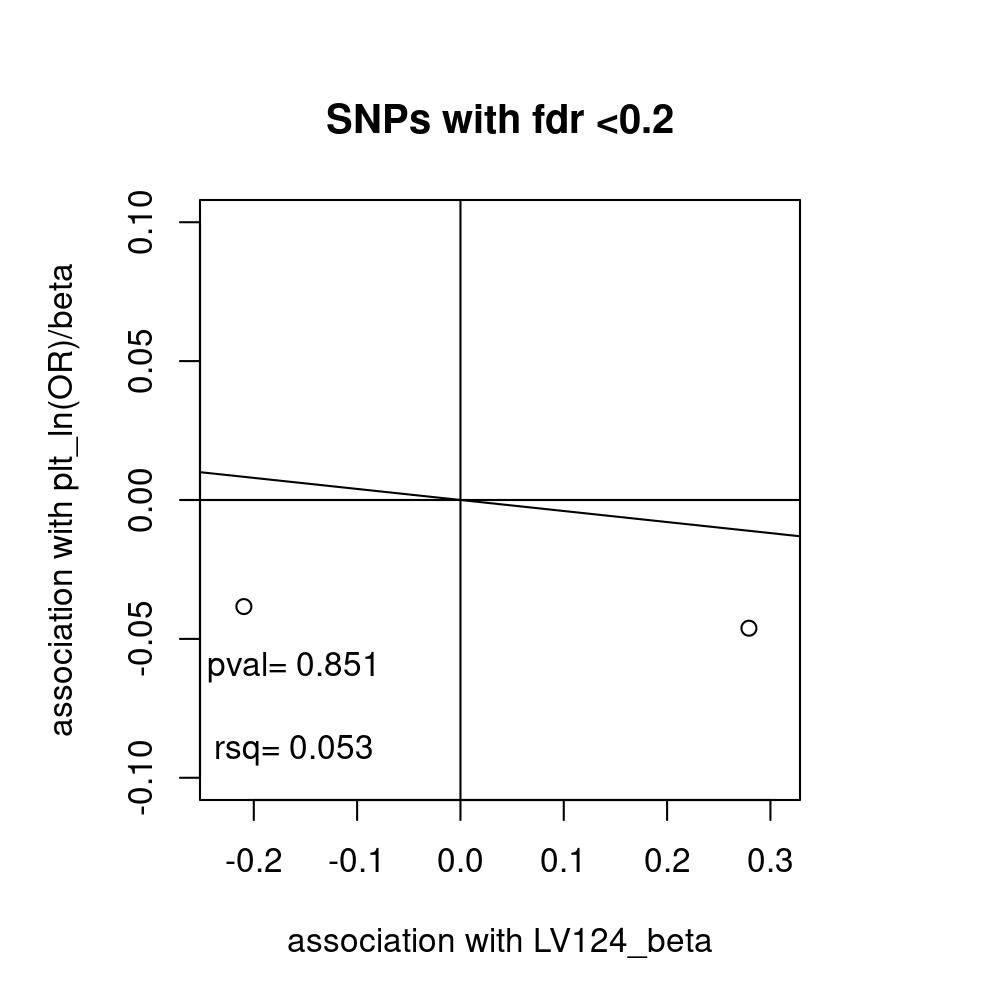 SNPs with fdr <0.2
association with plt_ln(OR)/beta
0.10
0.05
0.00
-0.05
-0.10
pval= 0.851
rsq= 0.053
-0.2
-0.1
0.0
0.1
0.2
0.3
association with LV124_beta